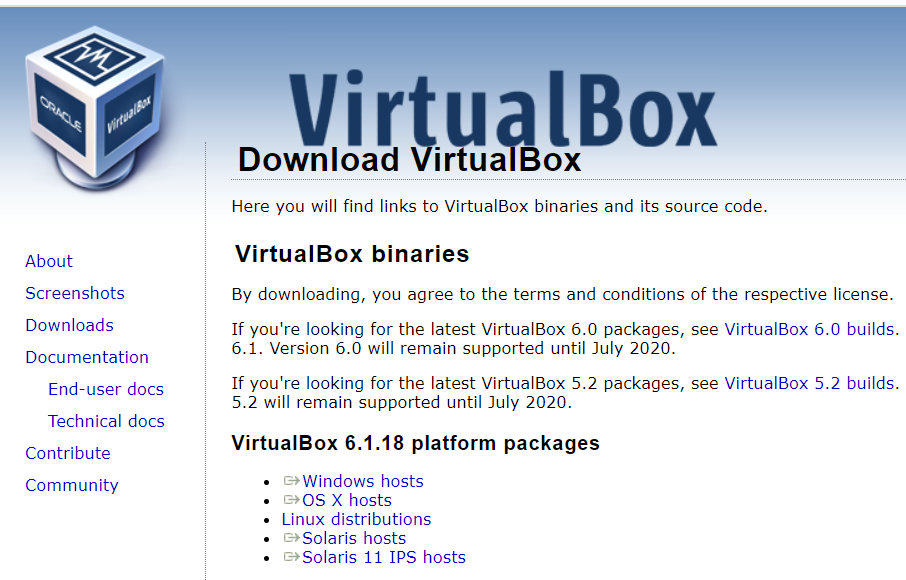 ORACLE
VirtualBox
VirtualBox
Download VirtualBox
Here you will find links to VirtualBox binaries and its source code.
About
Screenshots
Downloads
Documentation
End-user docs
Technical docs
Contribute
Community
VirtualBox binaries
By downloading, you agree to the terms and conditions of the respective license.
If you're looking for the latest VirtualBox 6.0 packages, see VirtualBox 6.0 builds.
6.1. Version 6.0 will remain supported until July 2020.
If you're looking for the latest VirtualBox 5.2 packages, see VirtualBox 5.2 builds.
5.2 will remain supported until July 2020.
VirtualBox 6.1.18 platform packages
Windows hosts
OS X hosts
Linux distributions
Solaris hosts
Solaris 11 IPS hosts